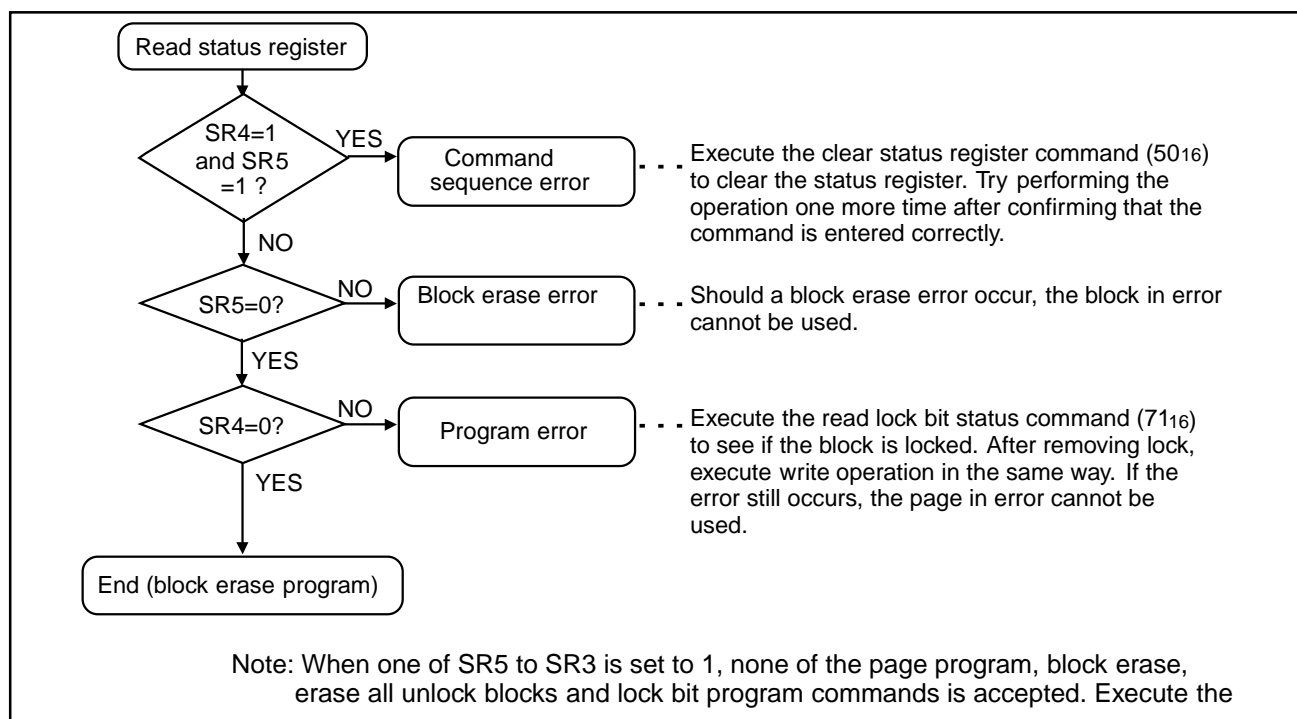 Read status register
SR4=1
and SR5
=1 ?
YES
Command
sequence error
Execute the clear status register command (5016)
to clear the status register. Try performing the
operation one more time after confirming that the
command is entered correctly.
NO
SR5=0?
NO
Block erase error
Should a block erase error occur, the block in error
cannot be used.
YES
SR4=0?
NO
Program error
Execute the read lock bit status command (7116)
to see if the block is locked. After removing lock,
execute write operation in the same way. If the
error still occurs, the page in error cannot be
used.
YES
End (block erase program)
Note: When one of SR5 to SR3 is set to 1, none of the page program, block erase,
erase all unlock blocks and lock bit program commands is accepted. Execute the